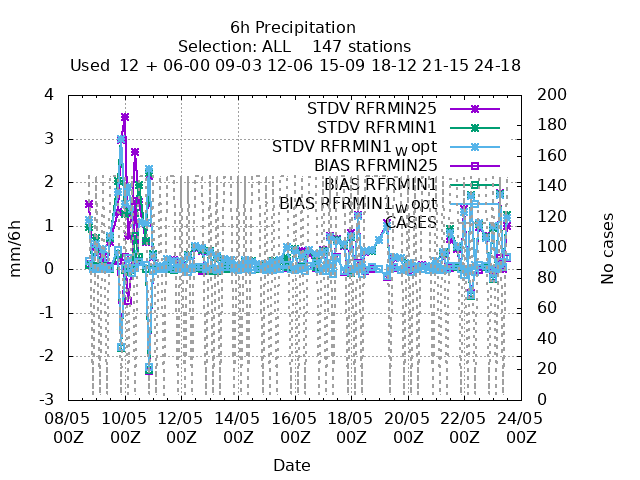 6h Precipitation
Selection: ALL    147 stations
Used  12 + 06-00 09-03 12-06 15-09 18-12 21-15 24-18
STDV RFRMIN25
STDV RFRMIN1
STDV RFRMIN1_w opt
BIAS RFRMIN25
BIAS RFRMIN1
BIAS RFRMIN1_w opt
CASES
mm/6h
4
3
2
1
0
-1
-2
-3
No cases
200
180
160
140
120
100
80
60
40
20
0
08/05 10/05 12/05 14/05 16/05 18/05 20/05 22/05 24/05
00Z 00Z 00Z 00Z 00Z 00Z 00Z 00Z 00Z
Date